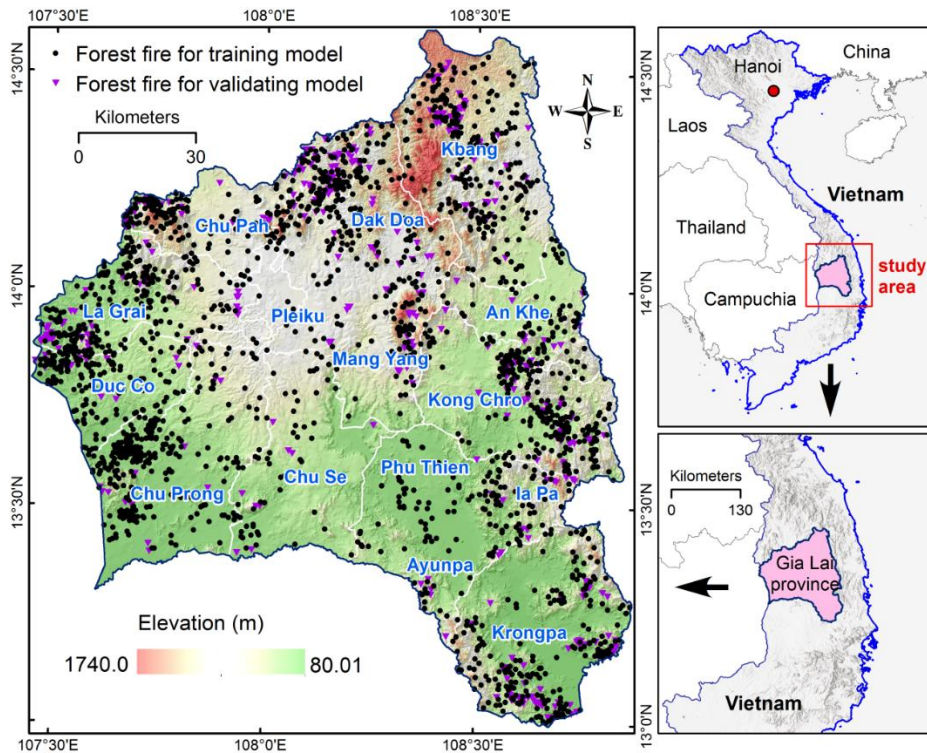 107°30'E
108°0'E
108°30'E
Forest fire for training model
Forest fire for validating model
Kilometers
0
30
N
W
E
S
14°30'N
14°0'N
13°30'N
14°30'N
14°0'N
13°30'N
13°0'N
Kbang
Chu Pah
Dak Doa
La Grai
Pleiku
An Khe
Mang Yang
Duc Co
Kong Chro
Phu Thien
Chu Se
Chu Prong
Ia Pa
Ayunpa
Krongpa
Elevation (m)
1740.0
80.01
107°30'E
108°0'E
108°30'E
China
Hanoi
Laos
Vietnam
Thailand
study
area
Campuchia
Kilometers
0
130
Gia Lai
province
Vietnam